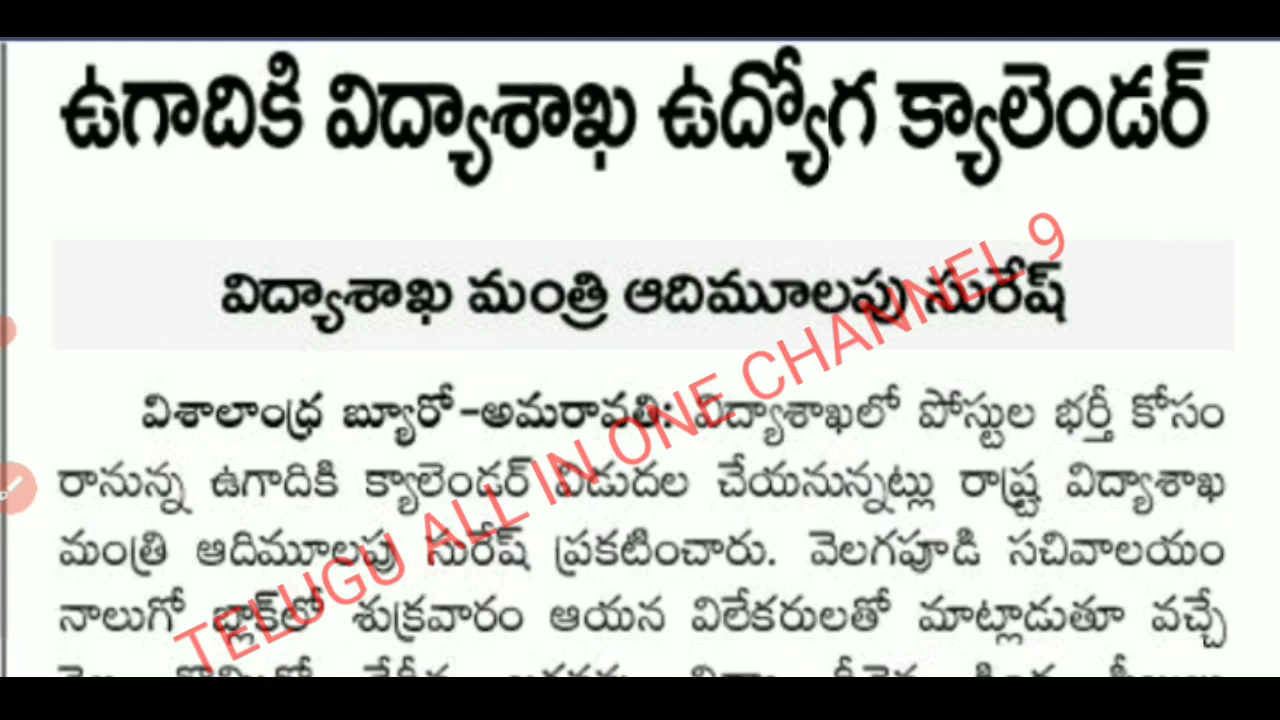 ఉగాదికి విద్యాశాఖ ఉద్యోగ క్యాలెండర్
విద్యాశాఖ మంత్రి ఆదిమూలపు సురేష్
విశాలాంధ్ర బ్యూరో-అమరావతి: విద్యాశాఖలో పోస్టుల భర్తీ కోసం
రానున్న ఉగాదికి క్యాలెండర్ విడుదల చేయనున్నట్లు రాష్ట్ర విద్యాశాఖ
మంత్రి ఆదిమూలపు సురేష్ ప్రకటించారు. వెలగపూడి సచివాలయం
నాలుగో బ్లాక్‌లో శుక్రవారం ఆయన విలేకరులతో మాట్లాడుతూ వచ్చే
TELUGU ALL IN ONE CHANNEL 9